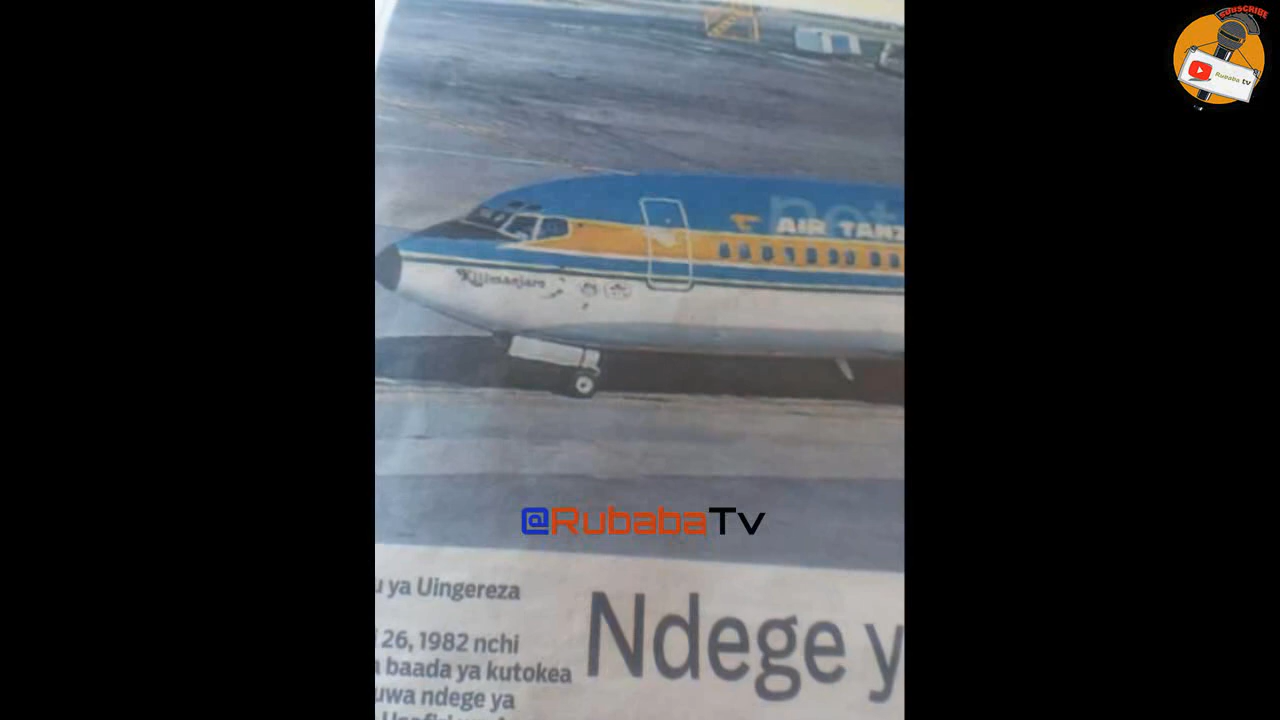 SUBSCRIBE
Rubaba tv
AIR TANZ
Kilimanjaro
@RubabaTv
u ya Uingereza
26, 1982 nchi
baada ya kutokea
uwa ndege ya
Ndege y